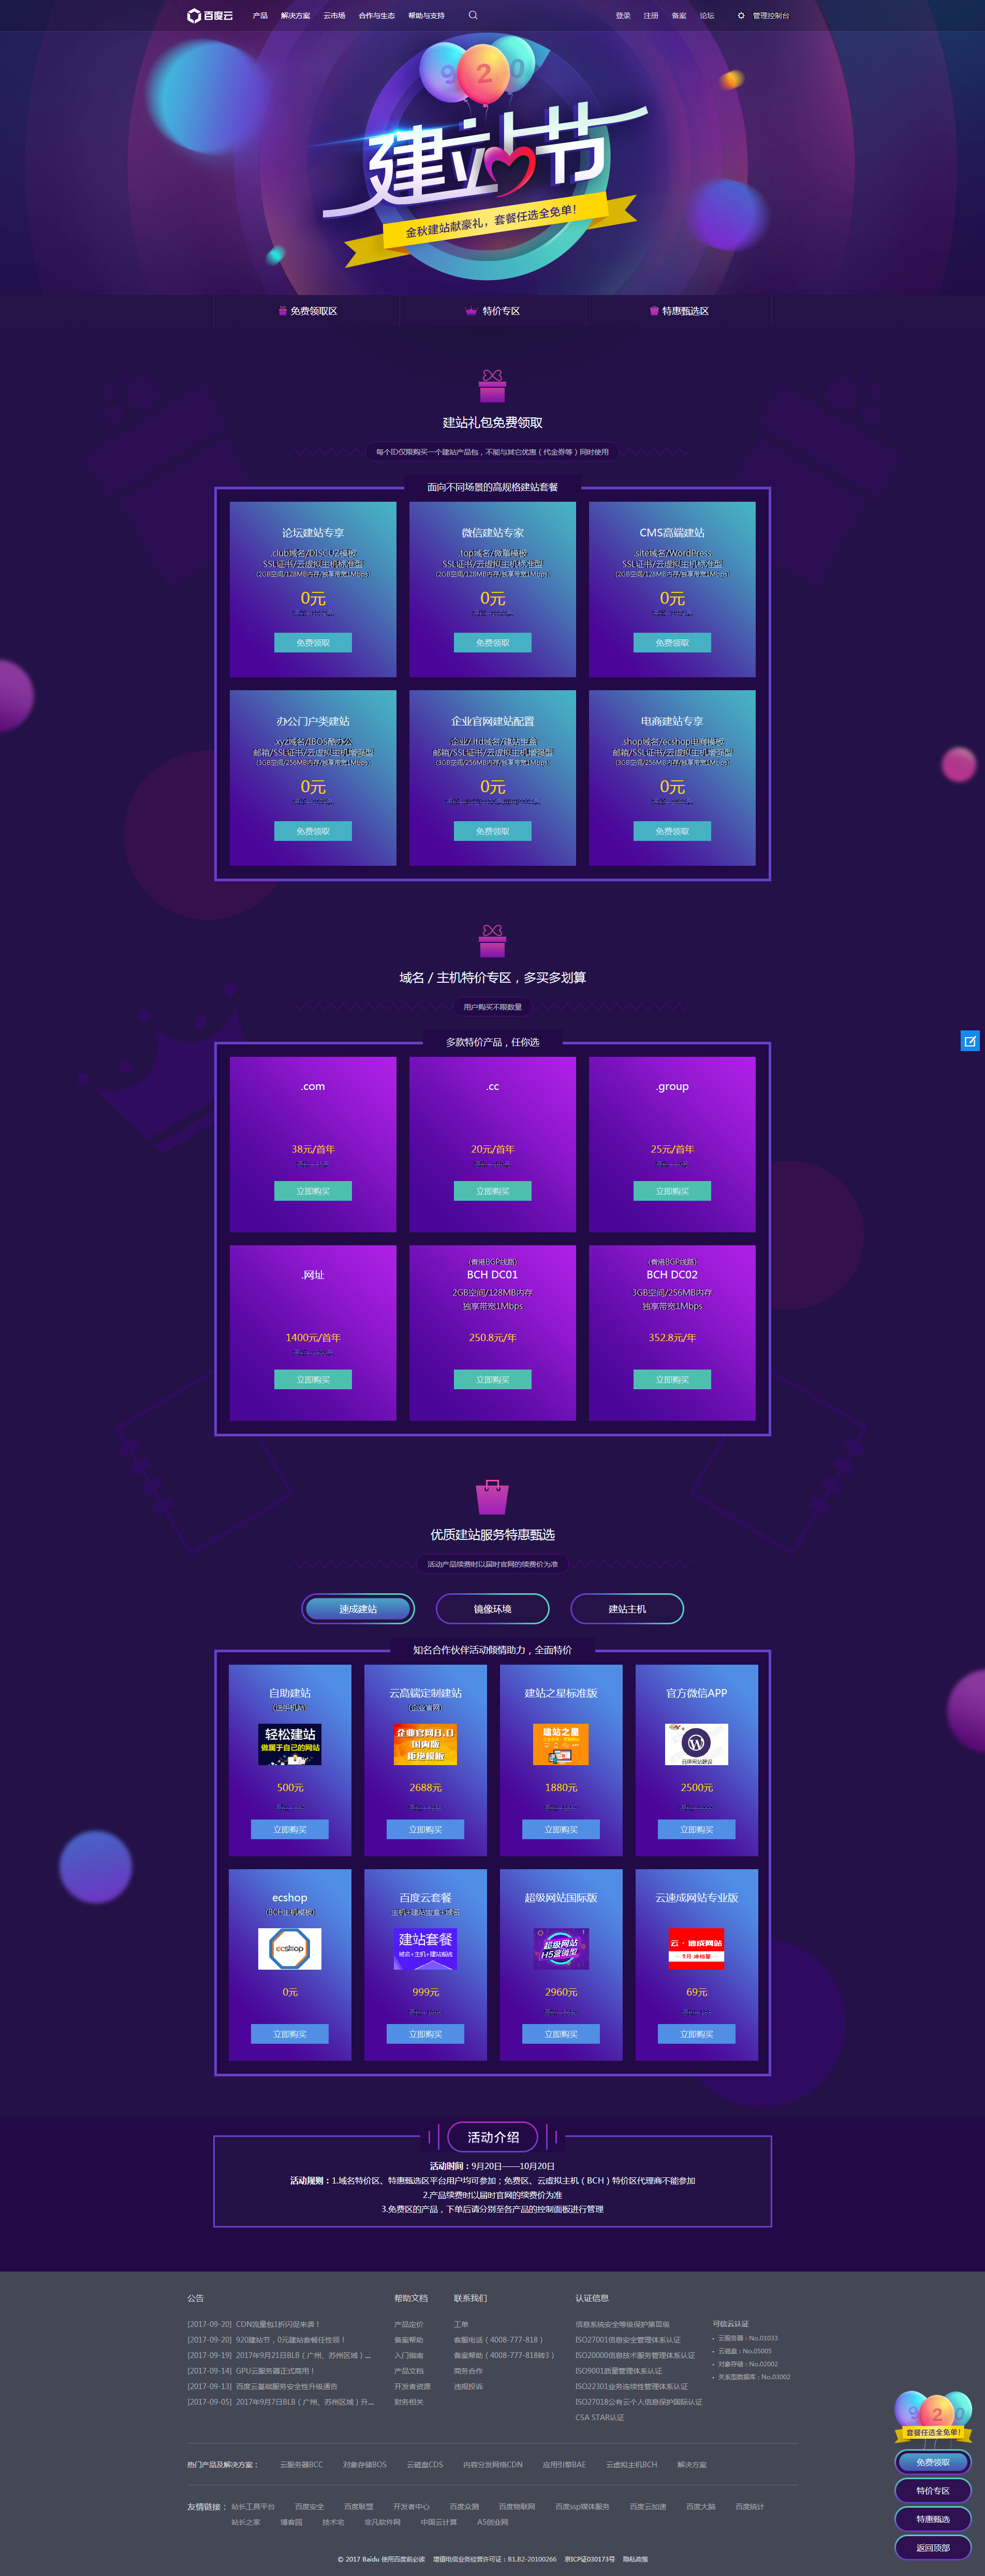 百度云 产品 解决方案 云市场 合作与生态 帮助与支持 登录 注册 备案 论坛 管理控制台
920
建站节
金秋建站献豪礼，套餐任选全免单！
免费领取区 特价专区 特惠甄选区
建站礼包免费领取
每个ID仅限购买一个建站产品包，不能与其它优惠（代金券等）同时使用
面向不同场景的高规格建站套餐
论坛建站专享
.club域名/DISCUZ模板
SSL证书/云虚拟主机标准型
(2GB空间/128MB内存/独享带宽1Mbps)
0元
免费领取
微信建站专家
.top域名/微擎模板
SSL证书/云虚拟主机标准型
(2GB空间/128MB内存/独享带宽1Mbps)
0元
免费领取
CMS高端建站
.site域名/WordPress
SSL证书/云虚拟主机标准型
(2GB空间/128MB内存/独享带宽1Mbps)
0元
免费领取
办公门户类建站
.xyz域名/IBOS酷办公
邮箱/SSL证书/云虚拟主机增强型
(3GB空间/256MB内存/独享带宽1Mbps)
0元
免费领取
企业官网建站配置
企业/.ltd域名/建站宝盒
邮箱/SSL证书/云虚拟主机增强型
(3GB空间/256MB内存/独享带宽1Mbps)
0元
免费领取
电商建站专享
.shop域名/ecshop电商模板
邮箱/SSL证书/云虚拟主机增强型
(3GB空间/256MB内存/独享带宽1Mbps)
0元
免费领取
域名 / 主机特价专区，多买多划算
用户购买不限数量
多款特价产品，任你选
.com
38元/首年
立即购买
.cc
20元/首年
立即购买
.group
25元/首年
立即购买
.网址
1400元/首年
立即购买
(香港BGP线路)
BCH DC01
2GB空间/128MB内存
独享带宽1Mbps
250.8元/年
立即购买
(香港BGP线路)
BCH DC02
3GB空间/256MB内存
独享带宽1Mbps
352.8元/年
立即购买
优质建站服务特惠甄选
活动产品续费时以届时官网的续费价为准
速成建站 镜像环境 建站主机
知名合作伙伴活动倾情助力，全面特价
自助建站
轻松建站
做属于自己的网站
500元
立即购买
云高端定制建站
(企业官网)
企业官网8.0
国内版
拒绝模板
2688元
立即购买
建站之星标准版
建站之星
1880元
立即购买
官方微信APP
品牌网站建设
2500元
立即购买
ecshop
(BCH主机模板)
ecshop
0元
立即购买
百度云套餐
主机+建站宝盒+域名
建站套餐
域名+主机+建站系统
999元
立即购买
超级网站国际版
超级网站
H5营销型
2960元
立即购买
云速成网站专业版
云·速成网站
9月 冲销量
69元
立即购买
活动介绍
活动时间：9月20日——10月20日
活动规则：1.域名特价区、特惠甄选区平台用户均可参加；免费区、云虚拟主机（BCH）特价区代理商不能参加
2.产品续费时以届时官网的续费价为准
3.免费区的产品，下单后请分别至各产品的控制面板进行管理
公告
[2017-09-20] CDN流量包1折闪促来袭！
[2017-09-20] 920建站节，0元建站套餐任性领！
[2017-09-19] 2017年9月21日BLB（广州、苏州区域）...
[2017-09-14] GPU云服务器正式商用！
[2017-09-13] 百度云基础服务安全性升级通告
[2017-09-05] 2017年9月7日BLB（广州、苏州区域）升...
帮助文档
产品定价
备案帮助
入门指南
产品文档
开发者资源
财务相关
联系我们
工单
客服电话（4008-777-818）
备案帮助（4008-777-818转3）
商务合作
违规投诉
认证信息
信息系统安全等级保护第Ⅲ级
ISO27001信息安全管理体系认证
ISO20000信息技术服务管理体系认证
ISO9001质量管理体系认证
ISO22301业务连续性管理体系认证
ISO27018公有云个人信息保护国际认证
CSA STAR认证
可信云认证
云服务器：No.01033
云磁盘：No.05005
对象存储：No.02002
关系型数据库：No.03002
热门产品及解决方案： 云服务器BCC 对象存储BOS 云磁盘CDS 内容分发网络CDN 应用引擎BAE 云虚拟主机BCH 解决方案
友情链接： 站长工具平台 百度安全 百度联盟 开发者中心 百度众测 百度物联网 百度ssp媒体服务 百度云加速 百度大脑 百度统计
站长之家 博客园 技术宅 非凡软件网 中国云计算 A5创业网
© 2017 Baidu 使用百度前必读 增值电信业务经营许可证：B1.B2-20100266 京ICP证030173号 隐私政策
920
套餐任选全免单！
免费领取
特价专区
特惠甄选
返回顶部